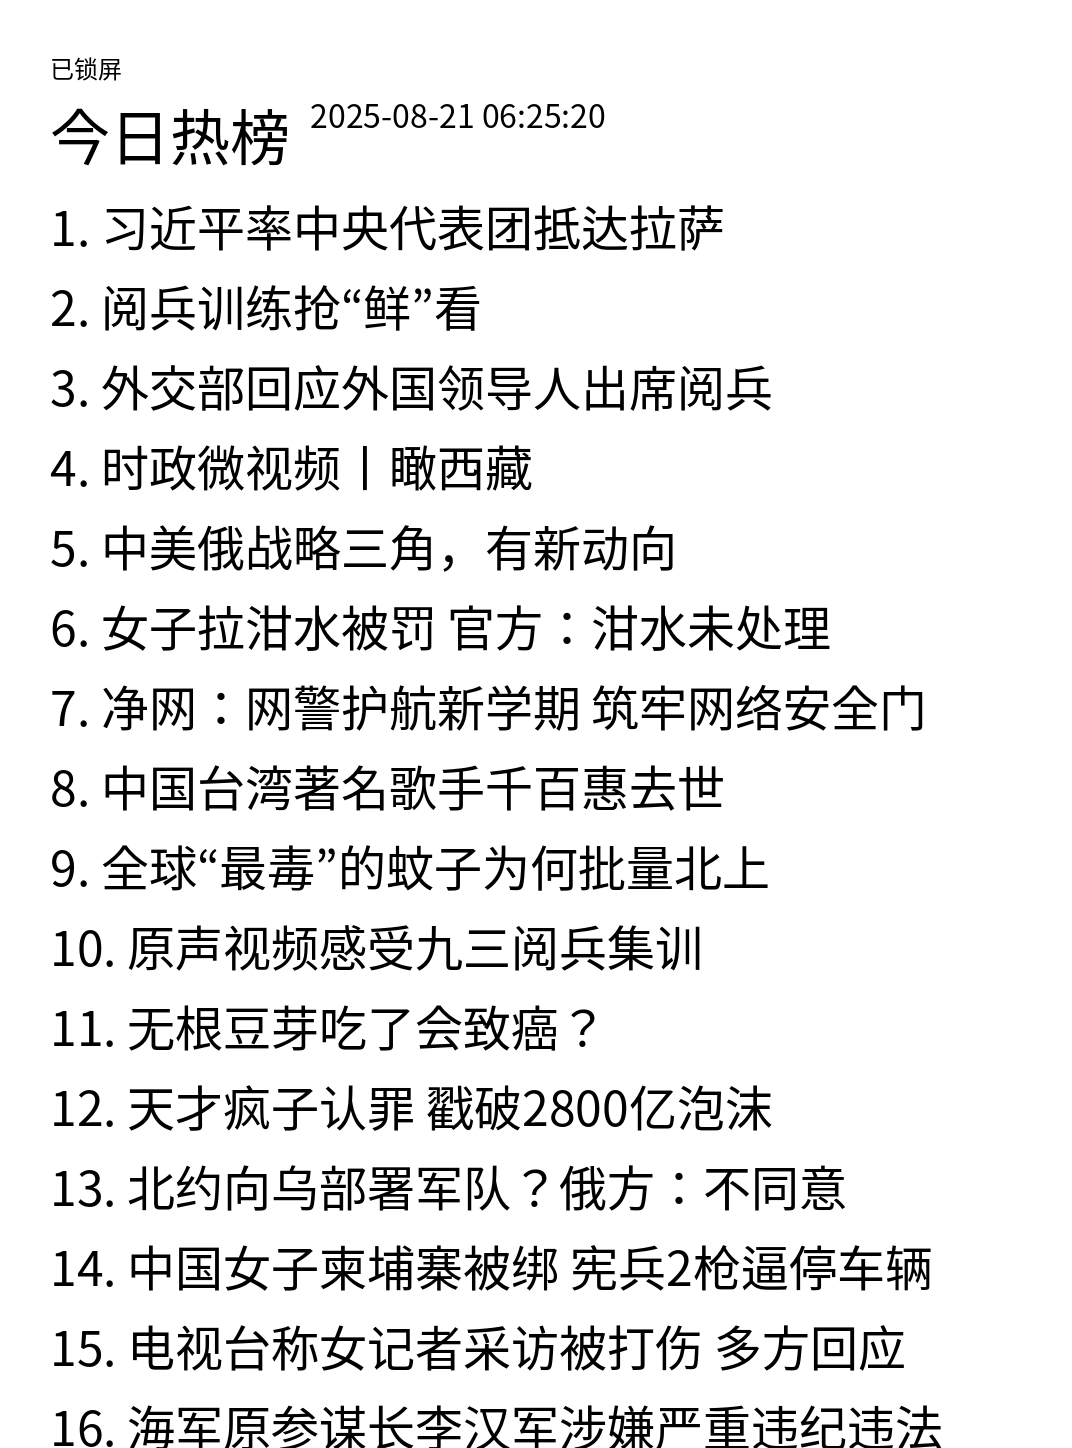 已锁屏
今日热榜 2025-08-21 06:25:20
1. 习近平率中央代表团抵达拉萨
2. 阅兵训练抢“鲜”看
3. 外交部回应外国领导人出席阅兵
4. 时政微视频丨瞰西藏
5. 中美俄战略三角，有新动向
6. 女子拉泔水被罚 官方：泔水未处理
7. 净网：网警护航新学期 筑牢网络安全门
8. 中国台湾著名歌手千百惠去世
9. 全球“最毒”的蚊子为何批量北上
10. 原声视频感受九三阅兵集训
11. 无根豆芽吃了会致癌？
12. 天才疯子认罪 戳破2800亿泡沫
13. 北约向乌部署军队？俄方：不同意
14. 中国女子柬埔寨被绑 宪兵2枪逼停车辆
15. 电视台称女记者采访被打伤 多方回应
16. 海军原参谋长李汉军涉嫌严重违纪违法